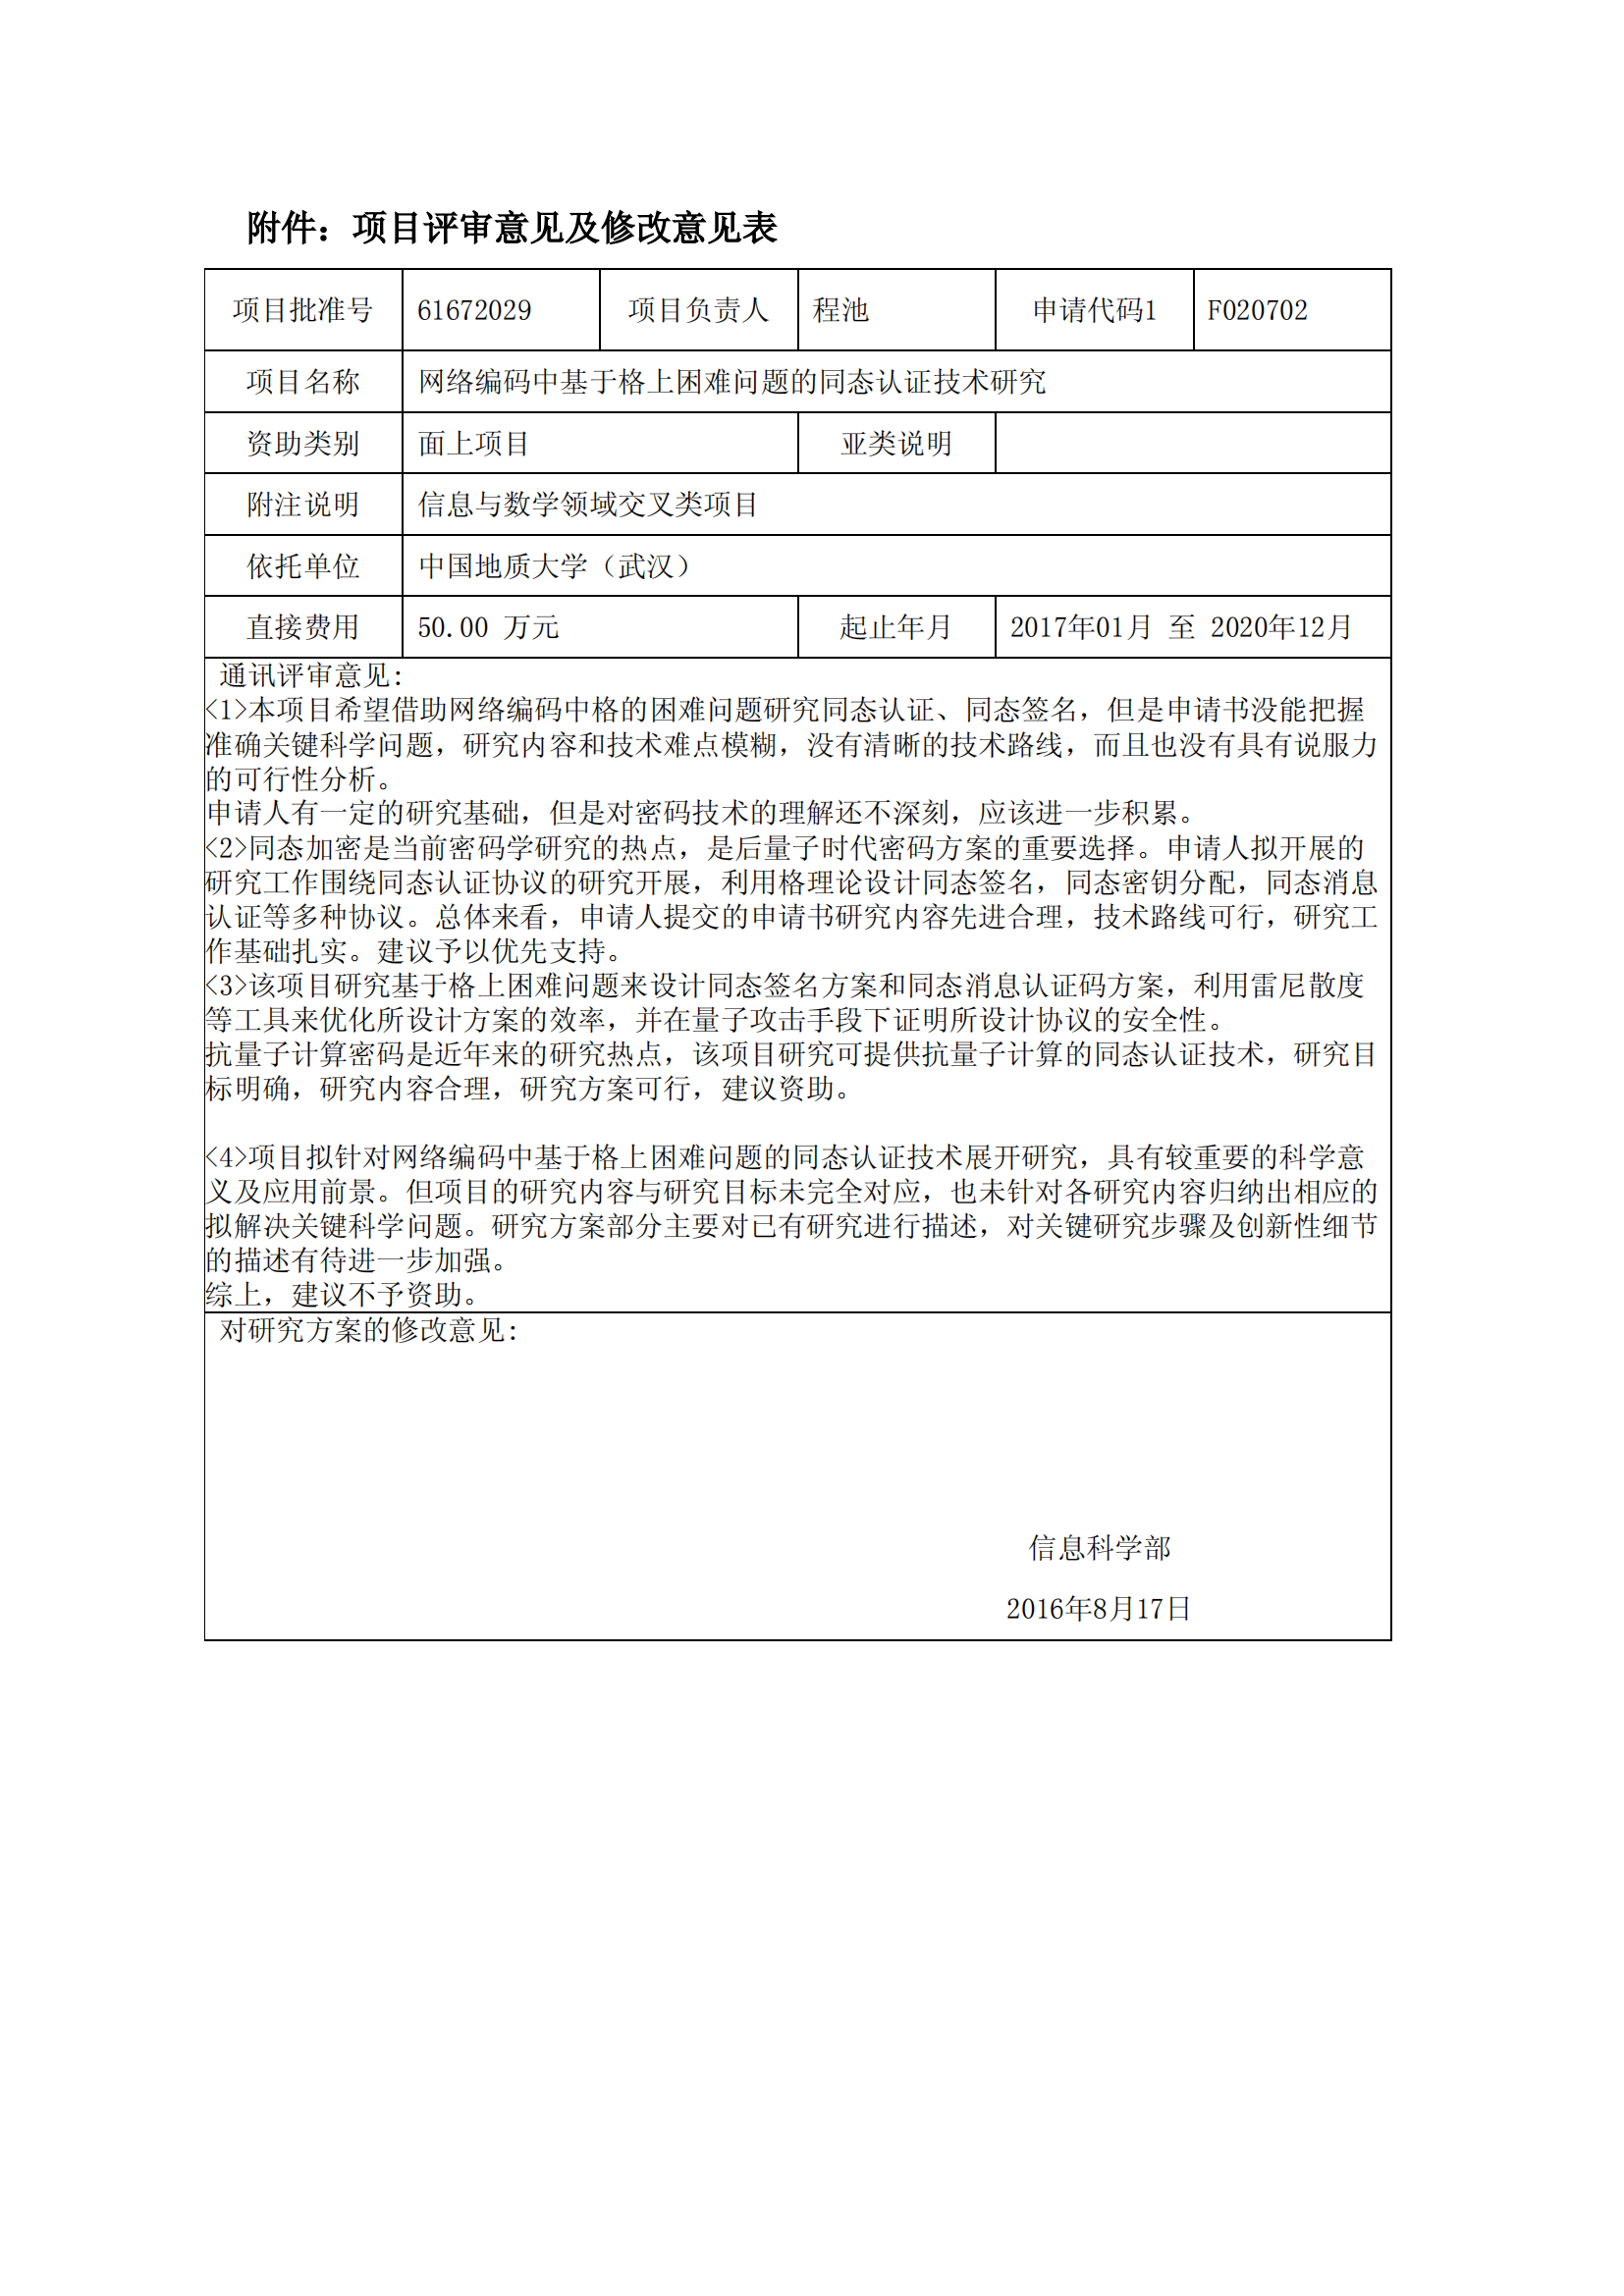 附件：项目评审意见及修改意见表
项目批准号 61672029 项目负责人 程池 申请代码1 F020702
项目名称 网络编码中基于格上困难问题的同态认证技术研究
资助类别 面上项目 亚类说明
附注说明 信息与数学领域交叉类项目
依托单位 中国地质大学（武汉）
直接费用 50.00 万元 起止年月 2017年01月 至 2020年12月
通讯评审意见:
<1>本项目希望借助网络编码中格的困难问题研究同态认证、同态签名，但是申请书没能把握
准确关键科学问题，研究内容和技术难点模糊，没有清晰的技术路线，而且也没有具有说服力
的可行性分析。
申请人有一定的研究基础，但是对密码技术的理解还不深刻，应该进一步积累。
<2>同态加密是当前密码学研究的热点，是后量子时代密码方案的重要选择。申请人拟开展的
研究工作围绕同态认证协议的研究开展，利用格理论设计同态签名，同态密钥分配，同态消息
认证等多种协议。总体来看，申请人提交的申请书研究内容先进合理，技术路线可行，研究工
作基础扎实。建议予以优先支持。
<3>该项目研究基于格上困难问题来设计同态签名方案和同态消息认证码方案，利用雷尼散度
等工具来优化所设计方案的效率，并在量子攻击手段下证明所设计协议的安全性。
抗量子计算密码是近年来的研究热点，该项目研究可提供抗量子计算的同态认证技术，研究目
标明确，研究内容合理，研究方案可行，建议资助。
<4>项目拟针对网络编码中基于格上困难问题的同态认证技术展开研究，具有较重要的科学意
义及应用前景。但项目的研究内容与研究目标未完全对应，也未针对各研究内容归纳出相应的
拟解决关键科学问题。研究方案部分主要对已有研究进行描述，对关键研究步骤及创新性细节
的描述有待进一步加强。
综上，建议不予资助。
对研究方案的修改意见:
信息科学部
2016年8月17日